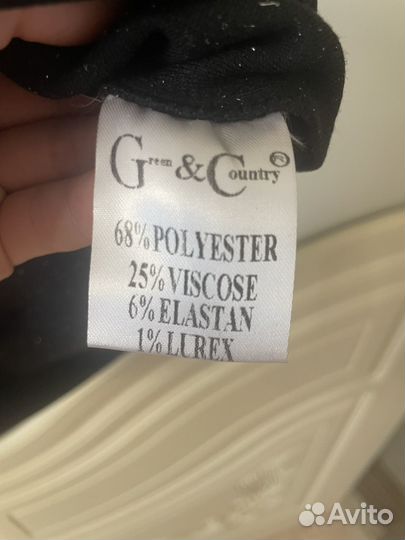 Green & Country®
68% POLYESTER
25% VISCOSE
6% ELASTAN
1% LUREX
Avito